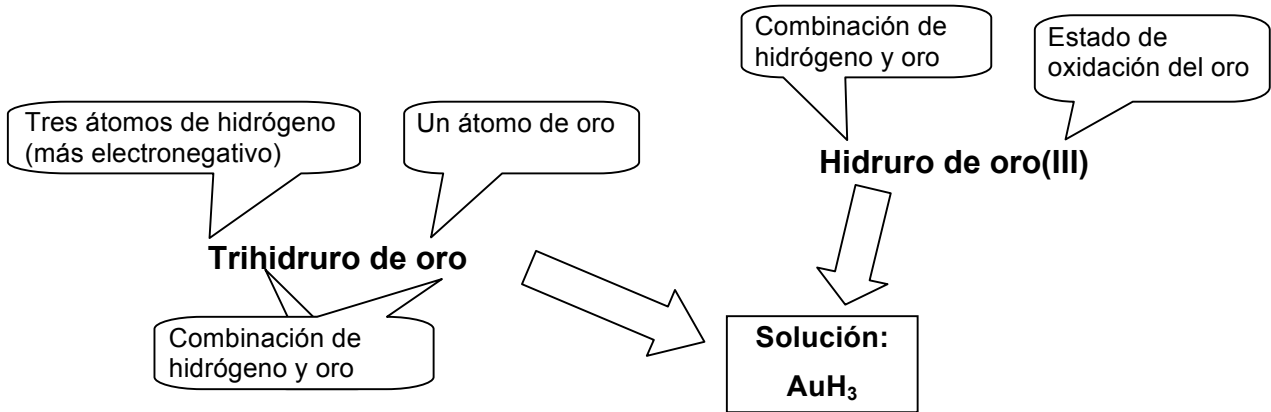 Combinación de
hidrógeno y oro
Estado de
oxidación del oro
Tres átomos de hidrógeno
(más electronegativo)
Un átomo de oro
Hidruro de oro(III)
Trihidruro de oro
Combinación de
hidrógeno y oro
Solución:
AuH₃